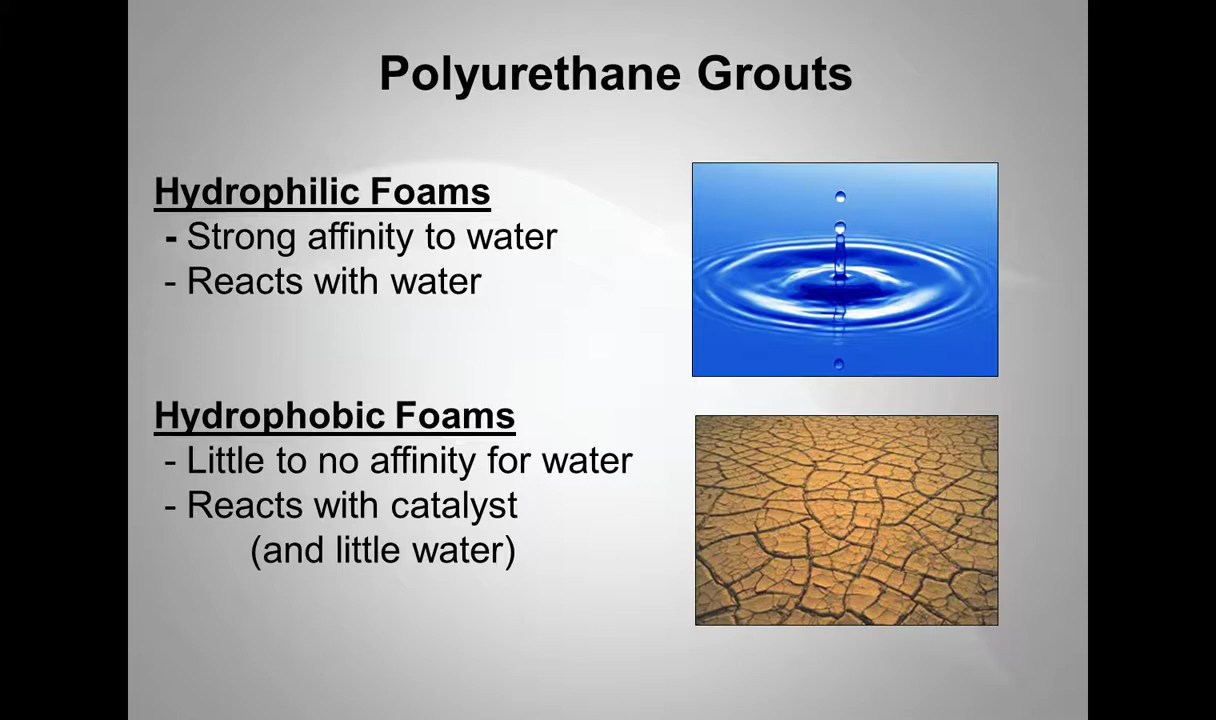 Polyurethane Grouts
Hydrophilic Foams
- Strong affinity to water
- Reacts with water
Hydrophobic Foams
- Little to no affinity for water
- Reacts with catalyst
(and little water)